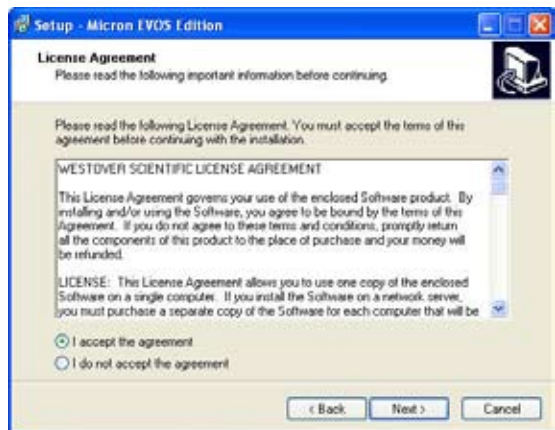 Setup - Micron EVOS Edition
License Agreement
Please read the following important information before continuing.
Please read the following License Agreement. You must accept the terms of this
agreement before continuing with the installation.
WESTOVER SCIENTIFIC LICENSE AGREEMENT
This License Agreement governs your use of the enclosed Software product. By
installing and/or using the Software, you agree to be bound by the terms of this
Agreement. If you do not agree to these terms and conditions, promptly return
all the components of this product to the place of purchase and your money will
be refunded.
LICENSE: This License Agreement allows you to use one copy of the enclosed
Software on a single computer. If you install the Software on a network server,
you must purchase a separate copy of the Software for each computer that will be
I accept the agreement
I do not accept the agreement
< Back Next > Cancel